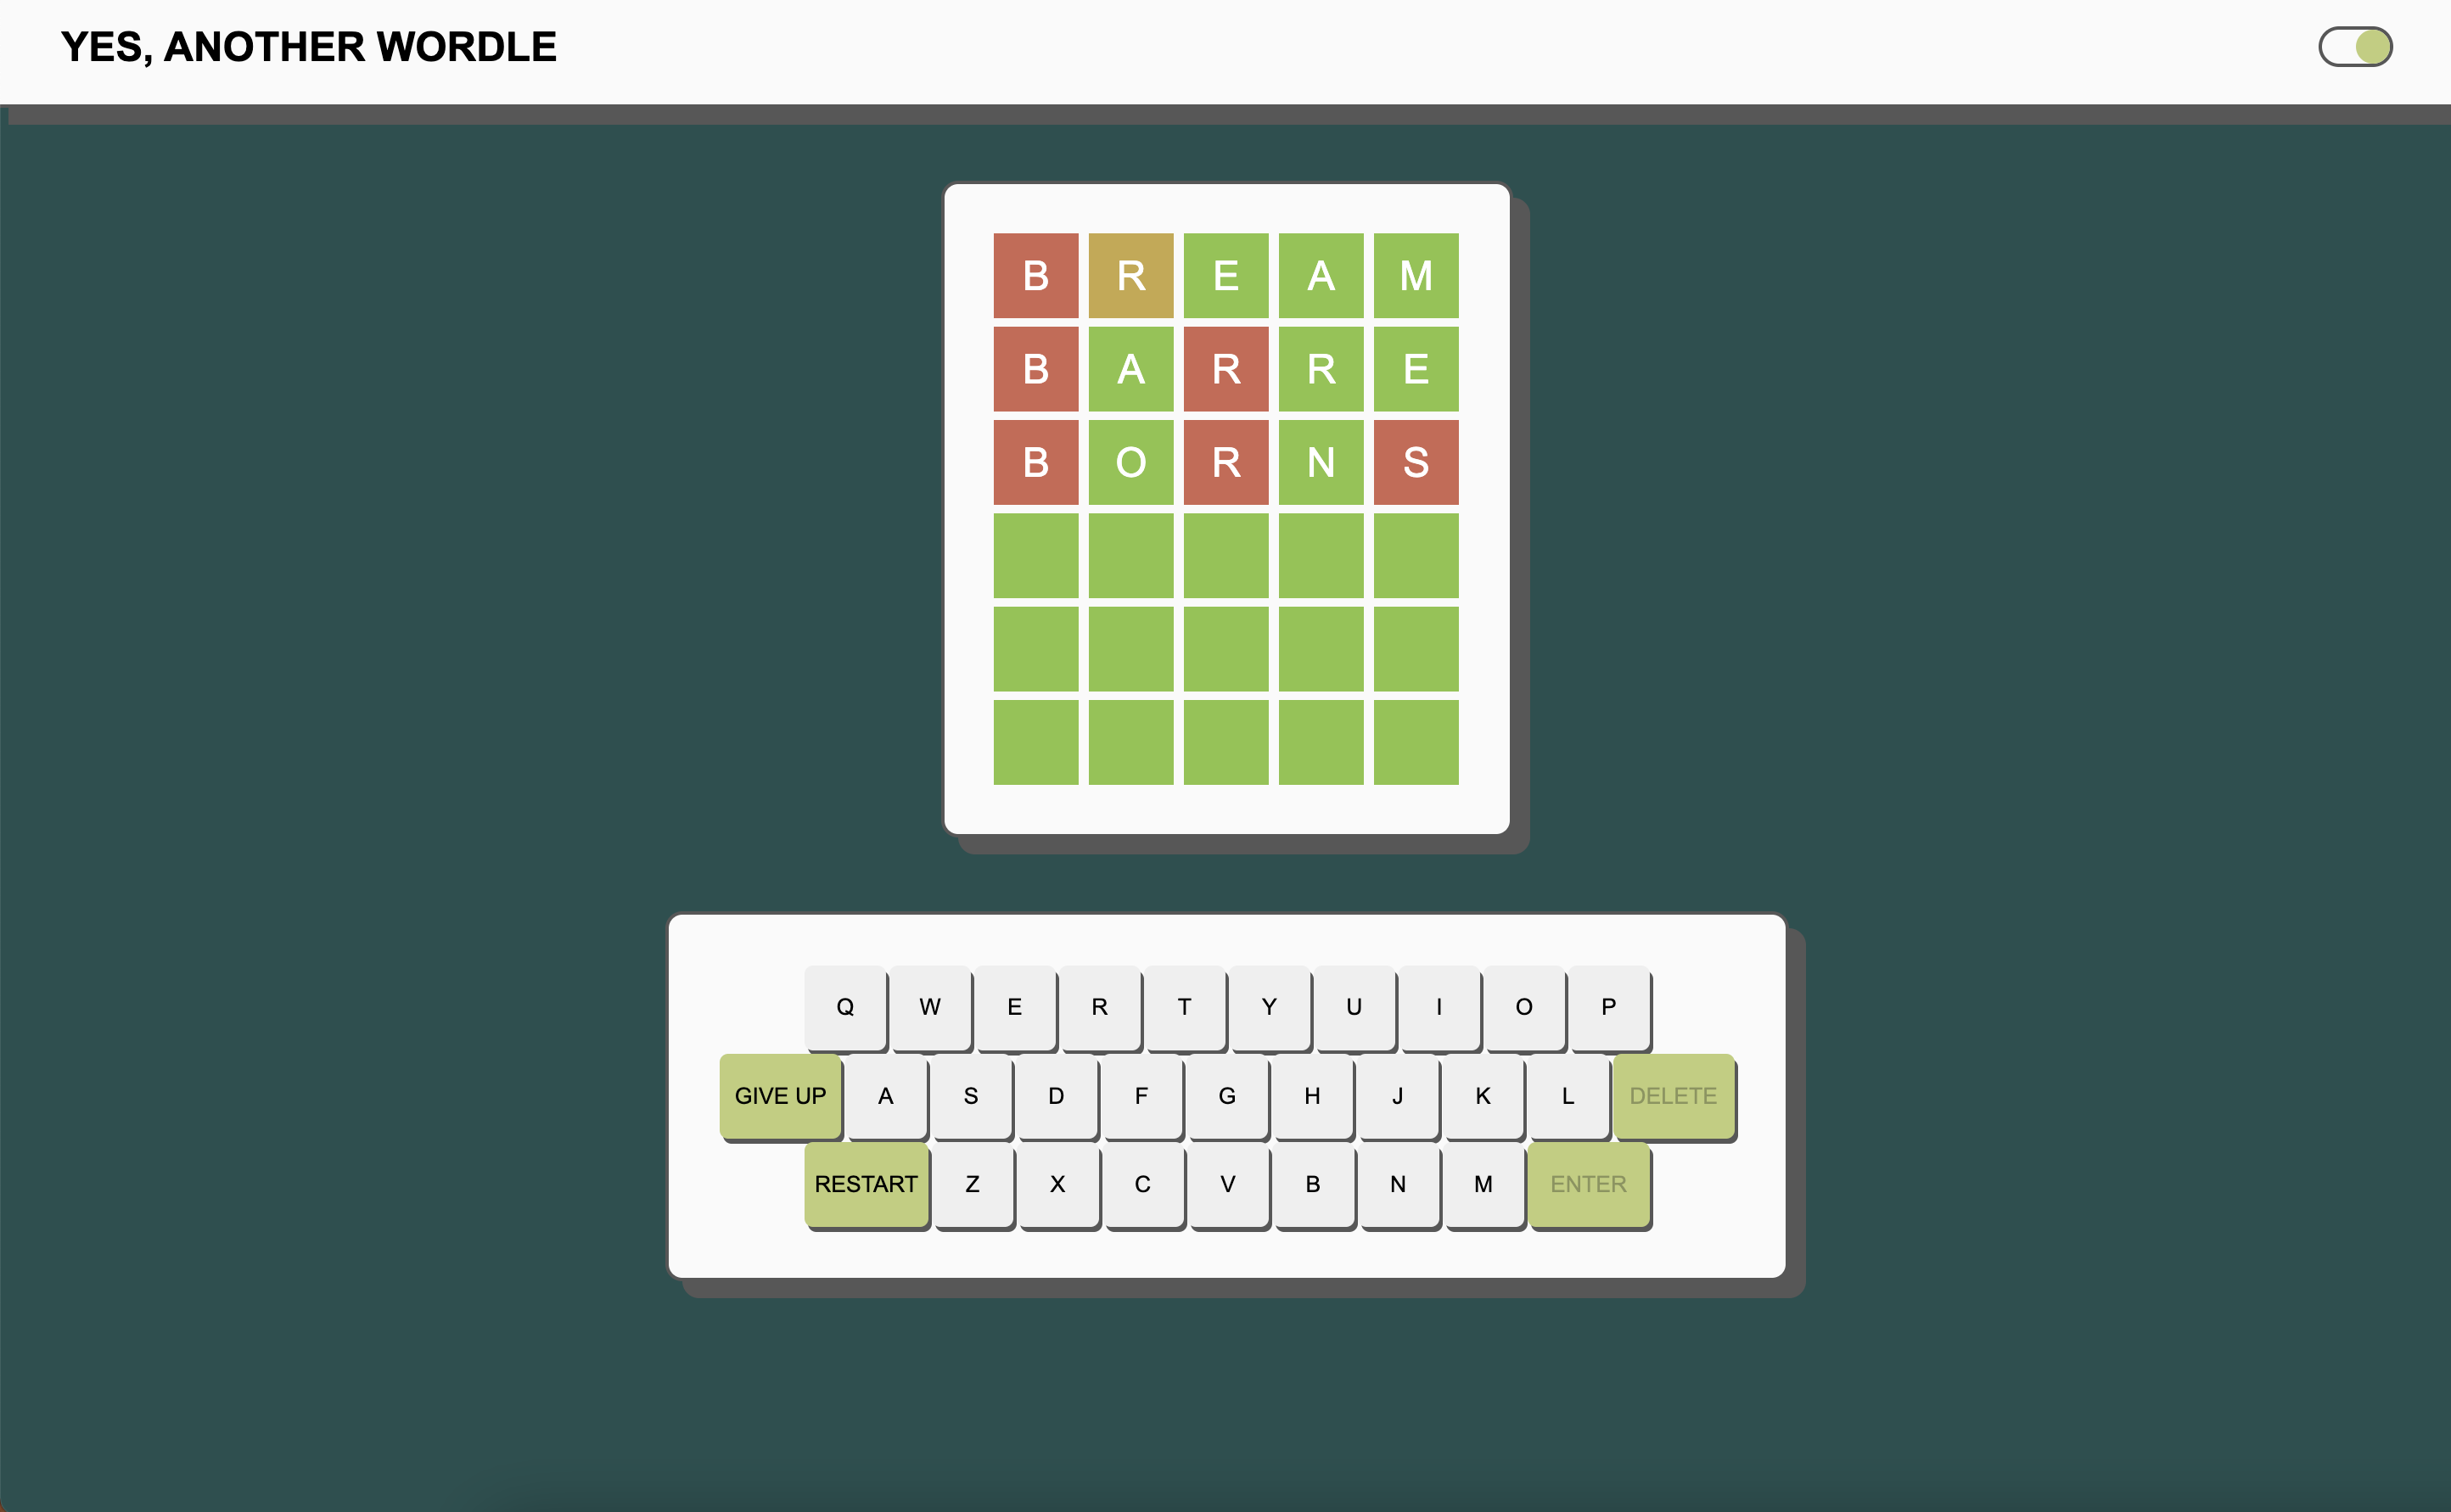 YES, ANOTHER WORDLE
B R E A M
B A R R E
B O R N S
Q W E R T Y U I O P
GIVE UP A S D F G H J K L DELETE
RESTART Z X C V B N M ENTER